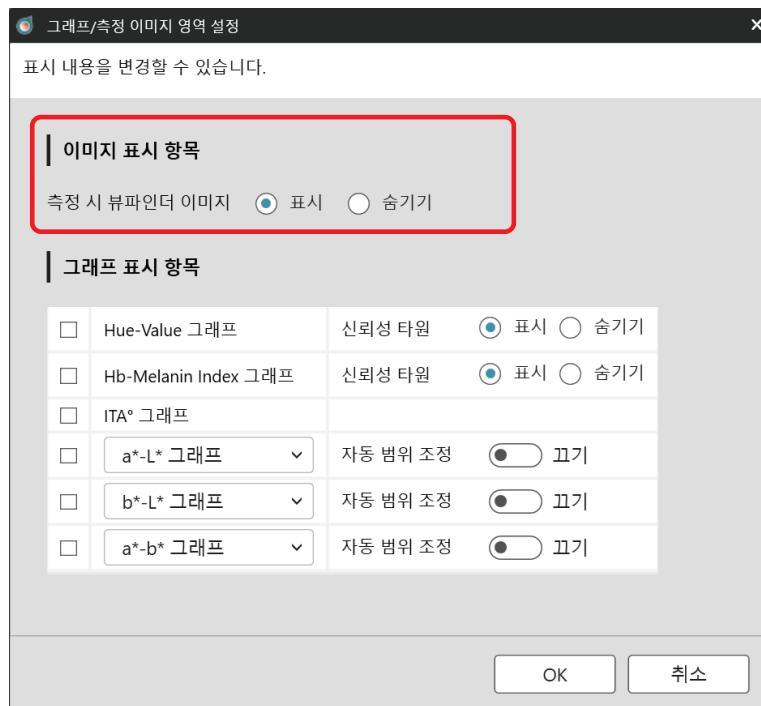 그래프/측정 이미지 영역 설정
표시 내용을 변경할 수 있습니다.
이미지 표시 항목
측정 시 뷰파인더 이미지 표시 숨기기
그래프 표시 항목
Hue-Value 그래프 신뢰성 타원 표시 숨기기
Hb-Melanin Index 그래프 신뢰성 타원 표시 숨기기
ITA° 그래프
a*-L* 그래프 자동 범위 조정 끄기
b*-L* 그래프 자동 범위 조정 끄기
a*-b* 그래프 자동 범위 조정 끄기
OK 취소